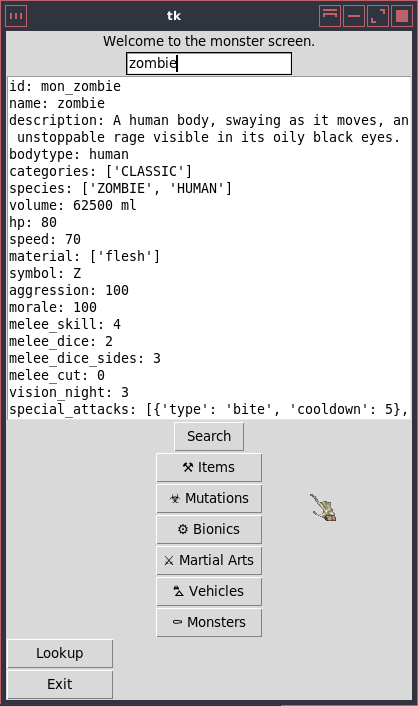 tk
Welcome to the monster screen.
zombie
id: mon_zombie
name: zombie
description: A human body, swaying as it moves, an
unstoppable rage visible in its oily black eyes.
bodytype: human
categories: ['CLASSIC']
species: ['ZOMBIE', 'HUMAN']
volume: 62500 ml
hp: 80
speed: 70
material: ['flesh']
symbol: Z
aggression: 100
morale: 100
melee_skill: 4
melee_dice: 2
melee_dice_sides: 3
melee_cut: 0
vision_night: 3
special_attacks: [{'type': 'bite', 'cooldown': 5},
Search
⚒ Items
☣ Mutations
⚙ Bionics
⚔ Martial Arts
⛍ Vehicles
⚰ Monsters
Lookup
Exit